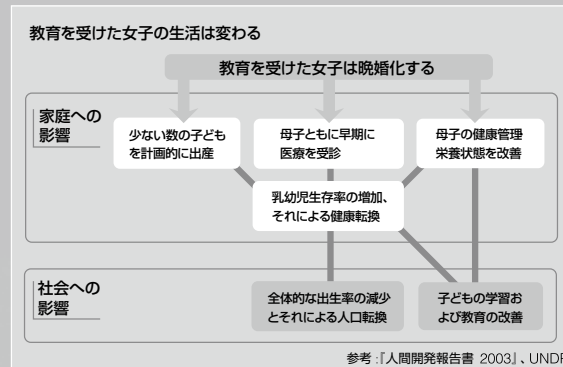 教育を受けた女子の生活は変わる
教育を受けた女子は晩婚化する
家庭への
影響
少ない数の子ども
を計画的に出産
母子ともに早期に
医療を受診
母子の健康管理
栄養状態を改善
乳幼児生存率の増加、
それによる健康転換
社会への
影響
全体的な出生率の減少
とそれによる人口転換
子どもの学習お
よび教育の改善
参考:『人間開発報告書 2003』、UNDP